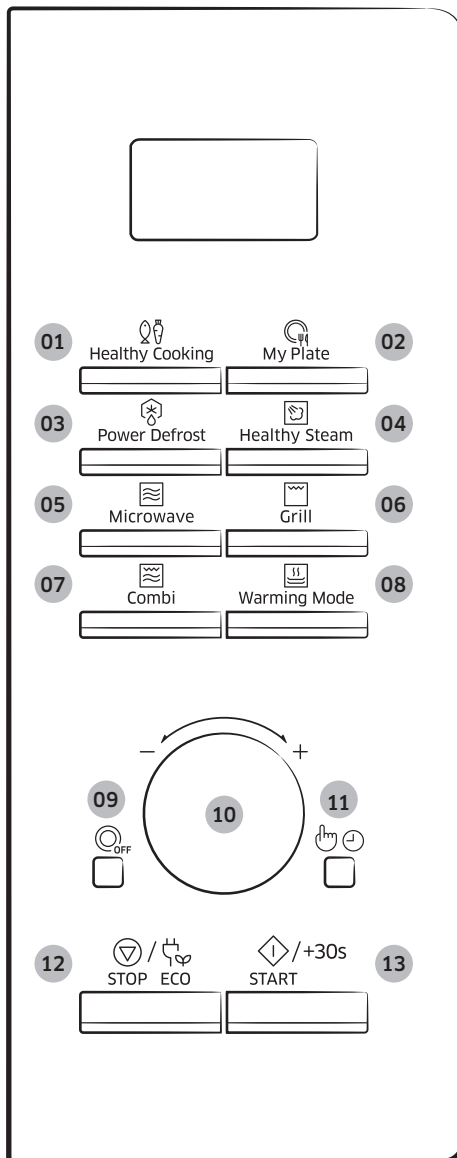 01 Healthy Cooking My Plate 02
03 Power Defrost Healthy Steam 04
05 Microwave Grill 06
07 Combi Warming Mode 08
− +
09 10 11
OFF
12 / /+30s 13
STOP ECO START